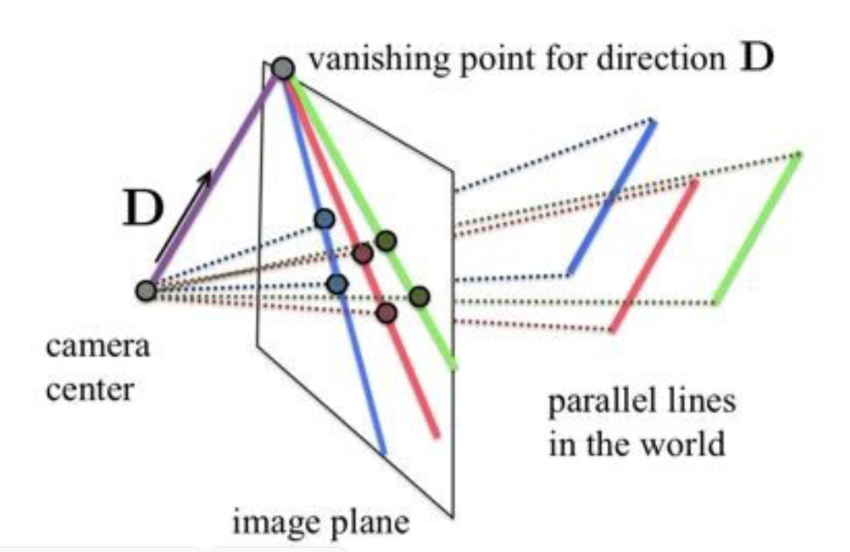 vanishing point for direction D
D
camera
center
parallel lines
in the world
image plane